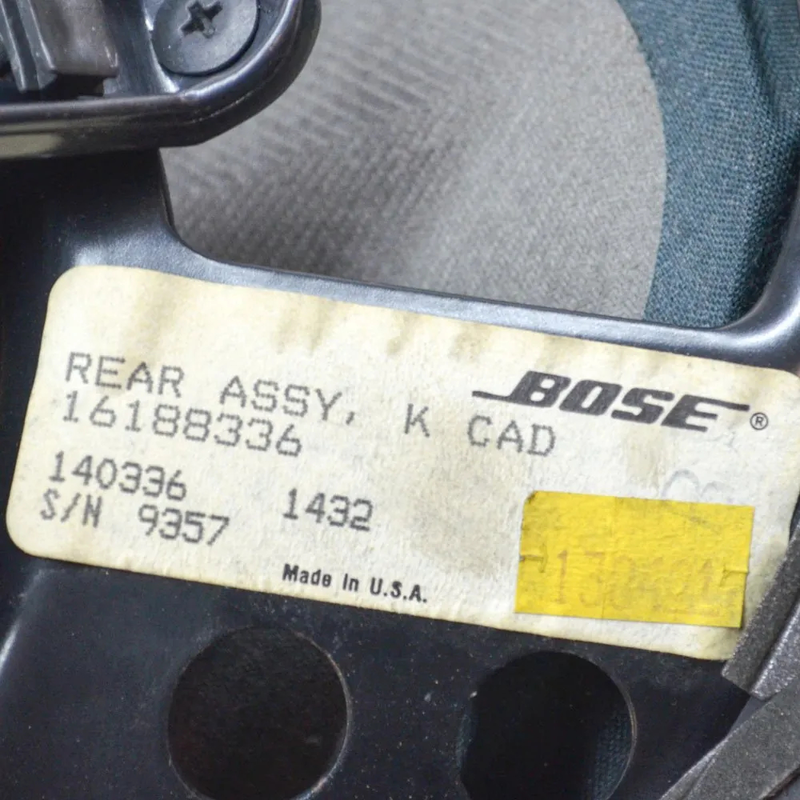 BOSE®
REAR ASSY, K CAD
16188336
140336 1432
S/N 9357
Made in U.S.A.